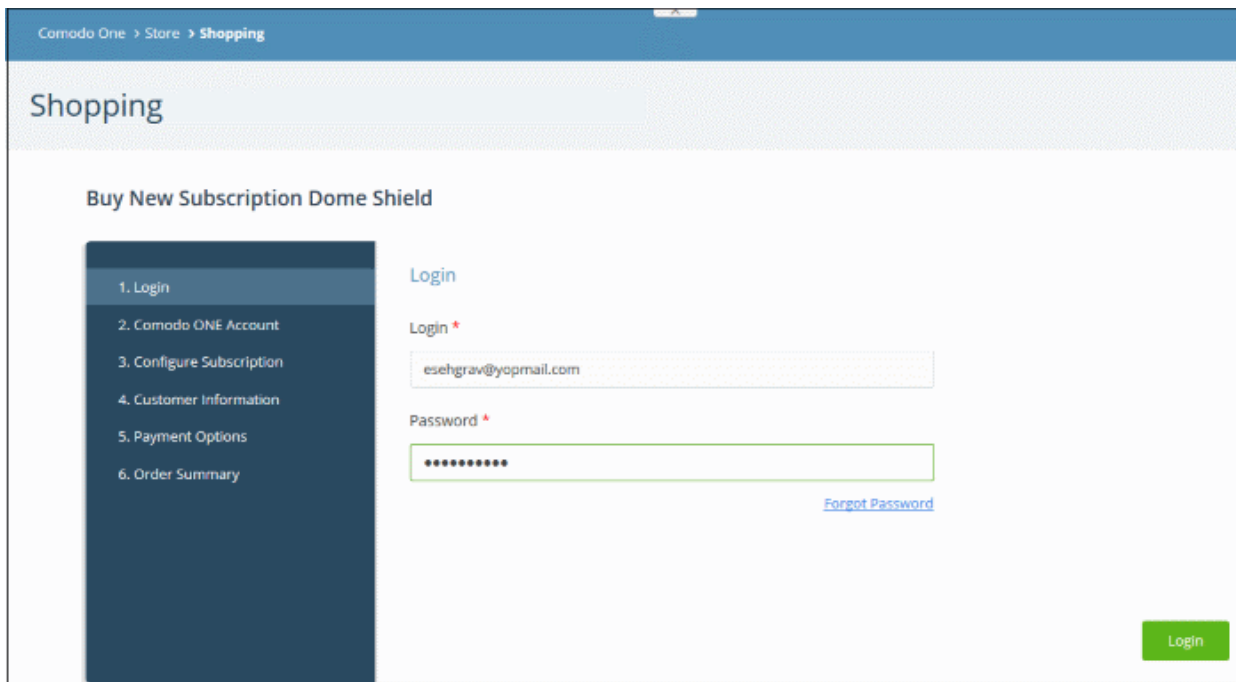 Comodo One > Store > Shopping
Shopping
Buy New Subscription Dome Shield
1. Login
2. Comodo ONE Account
3. Configure Subscription
4. Customer Information
5. Payment Options
6. Order Summary
Login
Login *
esehgrav@yopmail.com
Password *
••••••••••
Forgot Password
Login